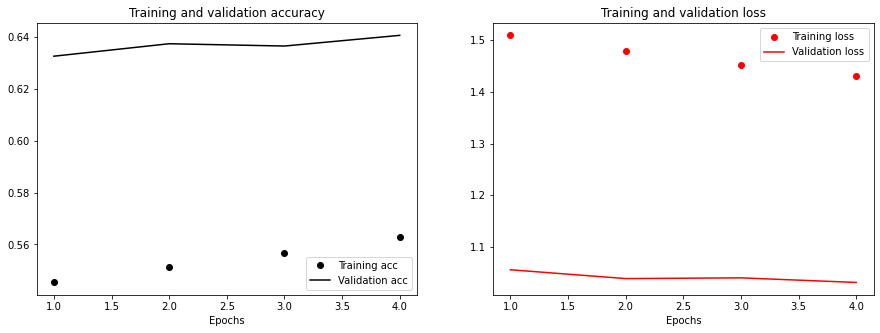 Training and validation accuracy
0.64
0.62
0.60
0.58
0.56
Training acc
Validation acc
1.0 1.5 2.0 2.5 3.0 3.5 4.0
Epochs
Training and validation loss
Training loss
Validation loss
1.5
1.4
1.3
1.2
1.1
1.0 1.5 2.0 2.5 3.0 3.5 4.0
Epochs